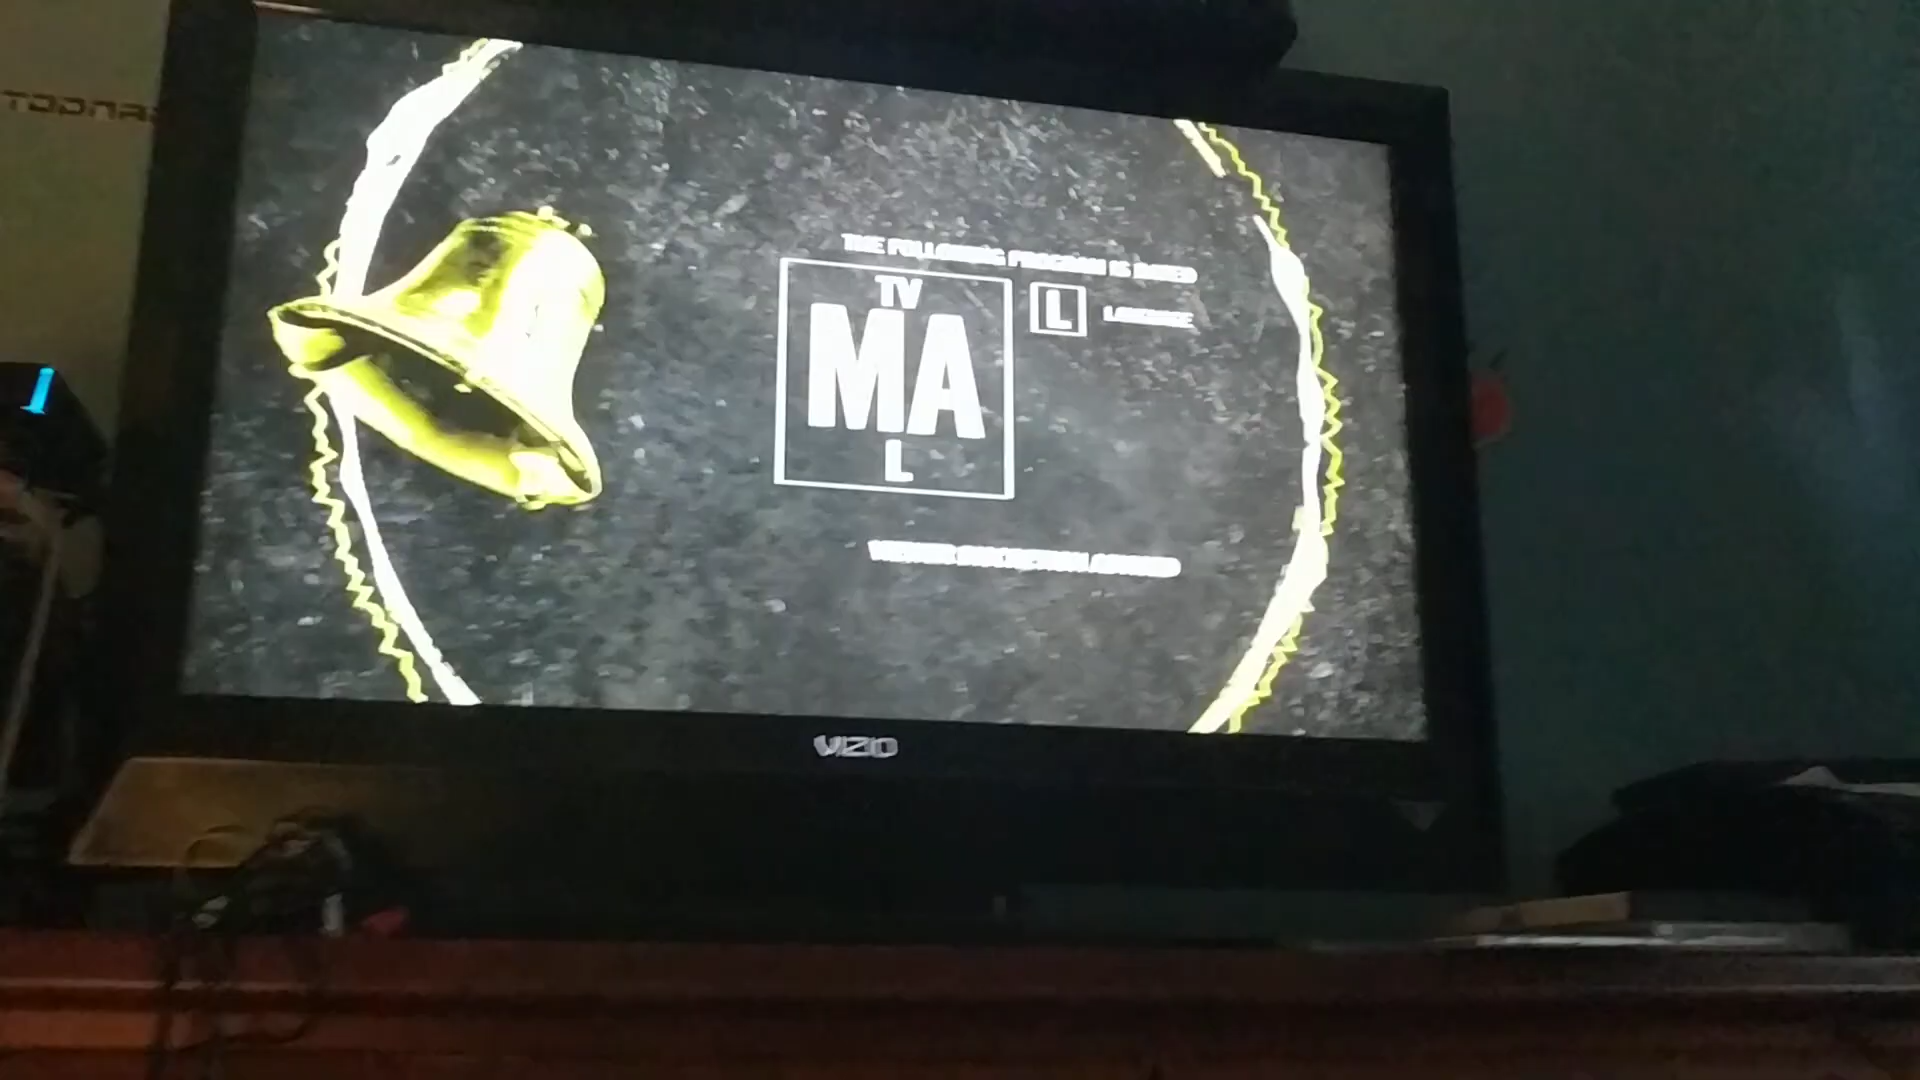 THE FOLLOWING PROGRAM IS RATED
TV
MA
L
L LANGUAGE
VIEWER DISCRETION ADVISED
VIZIO